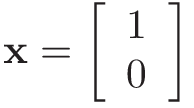 x = [ 1
0 ]